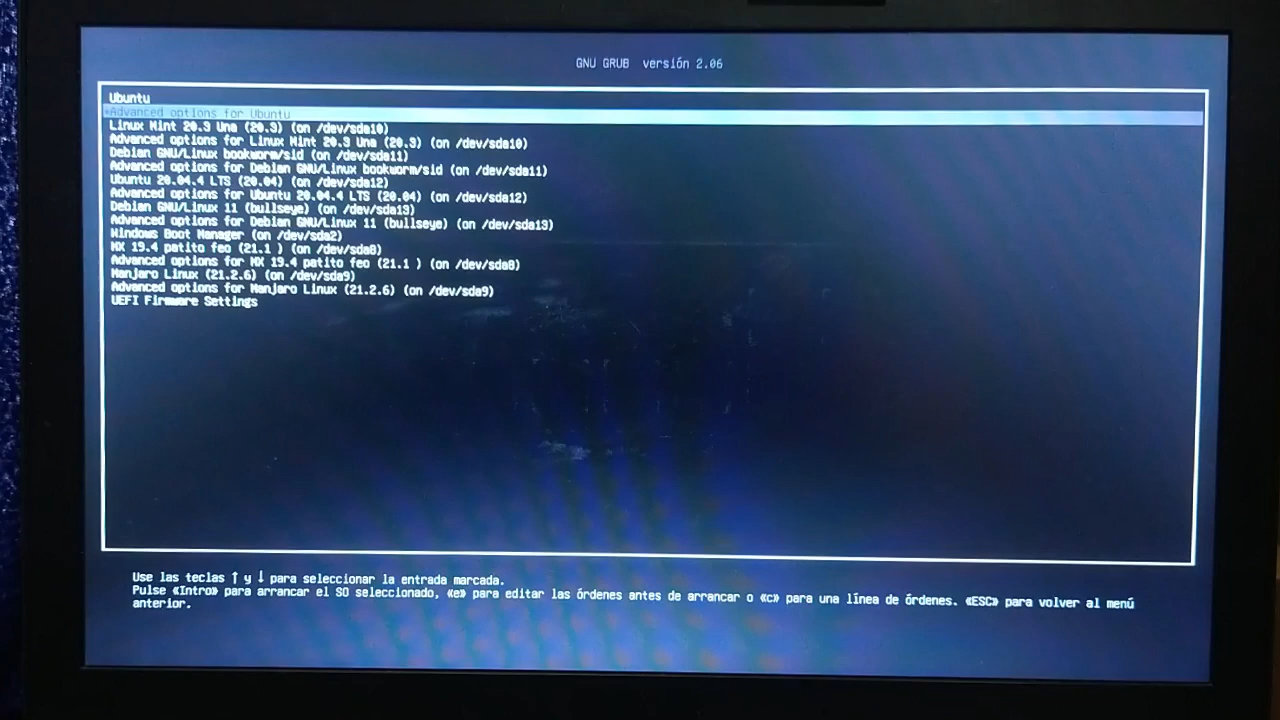 GNU GRUB versión 2.06
Ubuntu
*Advanced options for Ubuntu
Linux Mint 20.3 Una (20.3) (on /dev/sda10)
Advanced options for Linux Mint 20.3 Una (20.3) (on /dev/sda10)
Debian GNU/Linux bookworm/sid (on /dev/sda11)
Advanced options for Debian GNU/Linux bookworm/sid (on /dev/sda11)
Ubuntu 20.04.4 LTS (20.04) (on /dev/sda12)
Advanced options for Ubuntu 20.04.4 LTS (20.04) (on /dev/sda12)
Debian GNU/Linux 11 (bullseye) (on /dev/sda13)
Advanced options for Debian GNU/Linux 11 (bullseye) (on /dev/sda13)
Windows Boot Manager (on /dev/sda2)
MX 19.4 patito feo (21.1 ) (on /dev/sda8)
Advanced options for MX 19.4 patito feo (21.1 ) (on /dev/sda8)
Manjaro Linux (21.2.6) (on /dev/sda9)
Advanced options for Manjaro Linux (21.2.6) (on /dev/sda9)
UEFI Firmware Settings
Use las teclas ↑ y ↓ para seleccionar la entrada marcada.
Pulse «Intro» para arrancar el SO seleccionado, «e» para editar las órdenes antes de arrancar o «c» para una línea de órdenes. «ESC» para volver al menú
anterior.